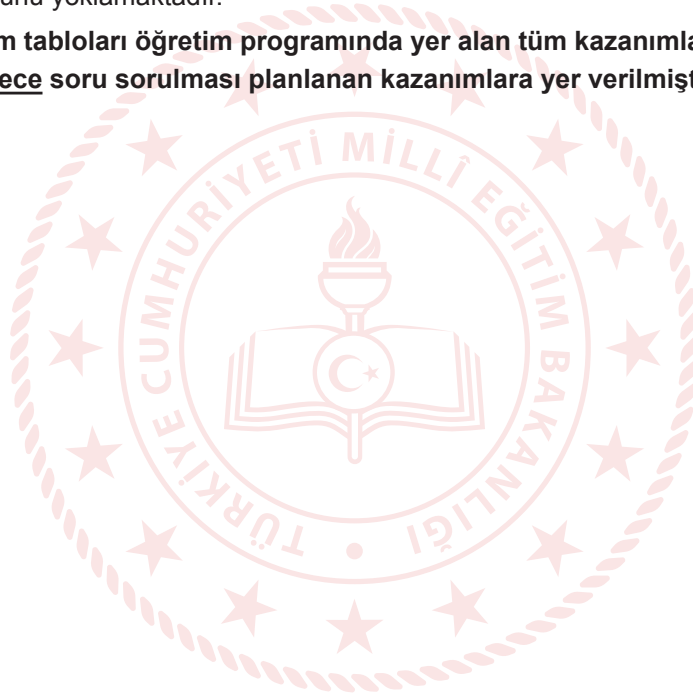 unu yoklamaktadır.
m tabloları öğretim programında yer alan tüm kazanımla
ece soru sorulması planlanan kazanımlara yer verilmişt
TÜRKİYE CUMHURİYETİ MİLLÎ EĞİTİM BAKANLIĞI